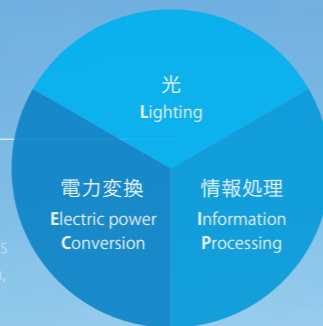 光
Lighting
電力変換
Electric power
Conversion
情報処理
Information
Processing